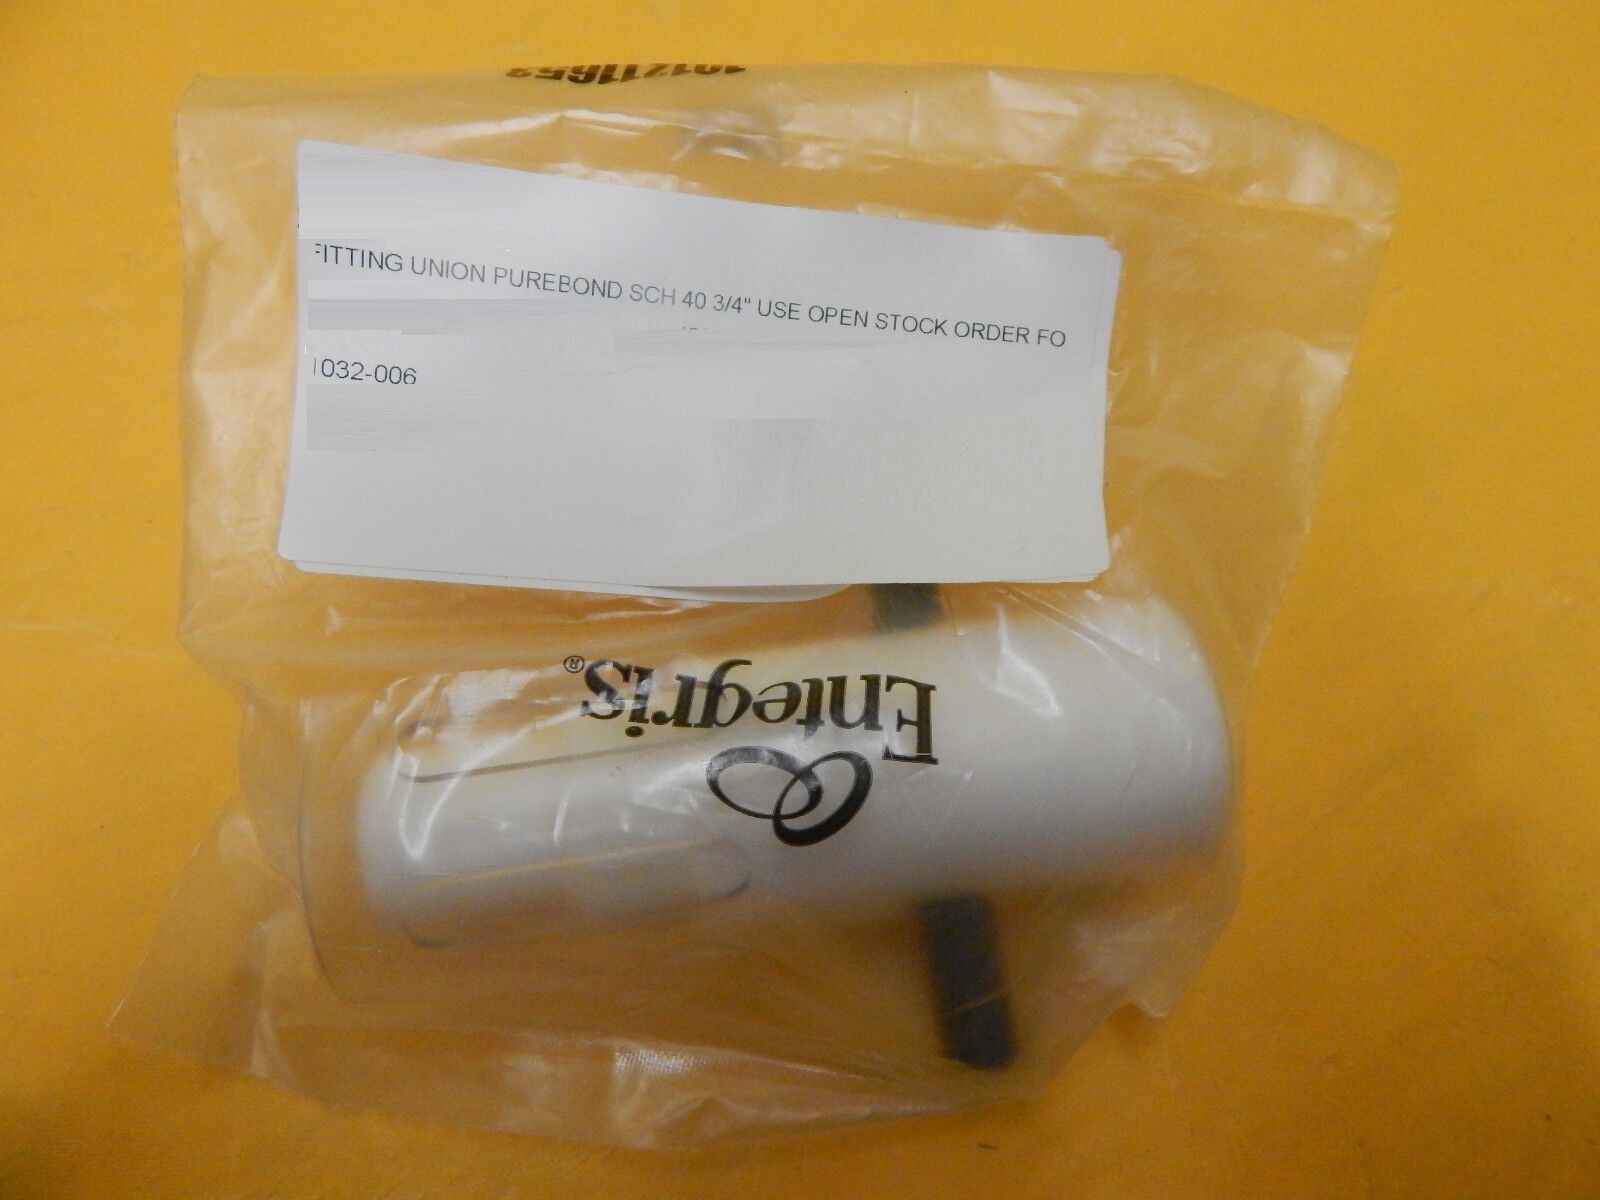 FITTING UNION PUREBOND SCH 40 3/4" USE OPEN STOCK ORDER FO
1032-006
Entegris®